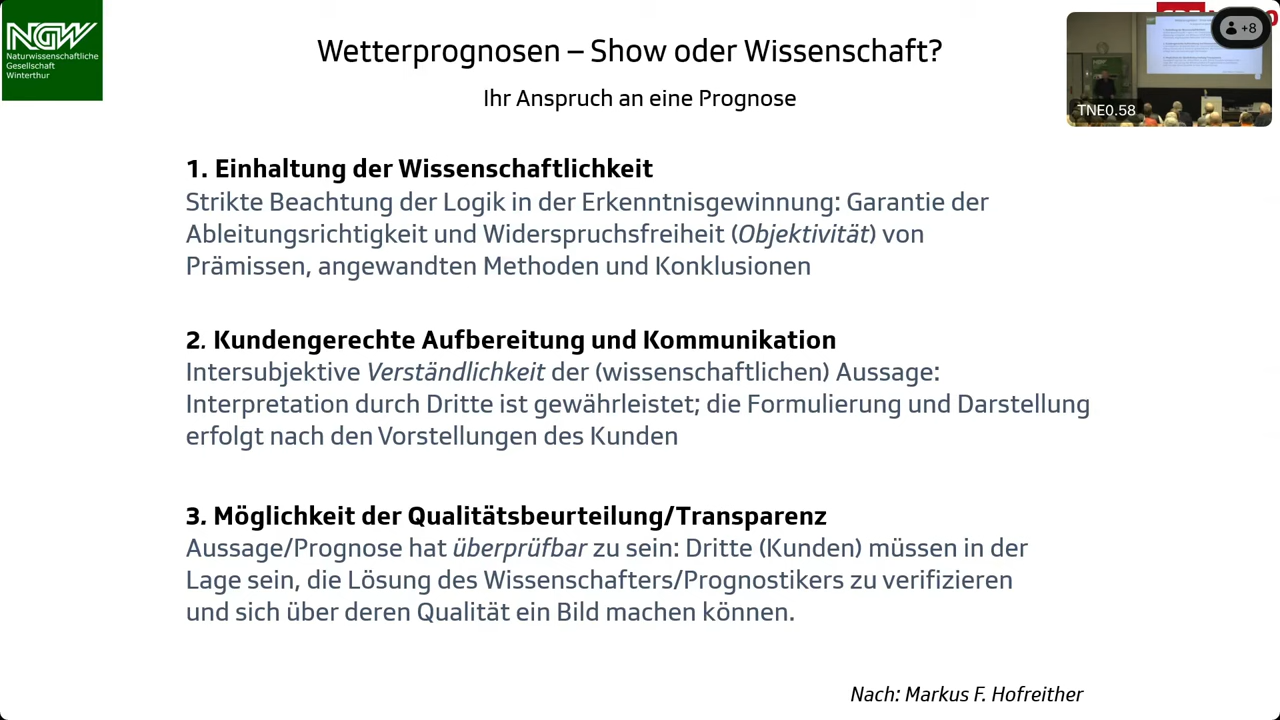 NGW
Naturwissenschaftliche
Gesellschaft
Winterthur
Wetterprognosen – Show oder Wissenschaft?
Ihr Anspruch an eine Prognose
+8
TNE0.58
1. Einhaltung der Wissenschaftlichkeit
Strikte Beachtung der Logik in der Erkenntnisgewinnung: Garantie der
Ableitungsrichtigkeit und Widerspruchsfreiheit (Objektivität) von
Prämissen, angewandten Methoden und Konklusionen
2. Kundengerechte Aufbereitung und Kommunikation
Intersubjektive Verständlichkeit der (wissenschaftlichen) Aussage:
Interpretation durch Dritte ist gewährleistet; die Formulierung und Darstellung
erfolgt nach den Vorstellungen des Kunden
3. Möglichkeit der Qualitätsbeurteilung/Transparenz
Aussage/Prognose hat überprüfbar zu sein: Dritte (Kunden) müssen in der
Lage sein, die Lösung des Wissenschafters/Prognostikers zu verifizieren
und sich über deren Qualität ein Bild machen können.
Nach: Markus F. Hofreither